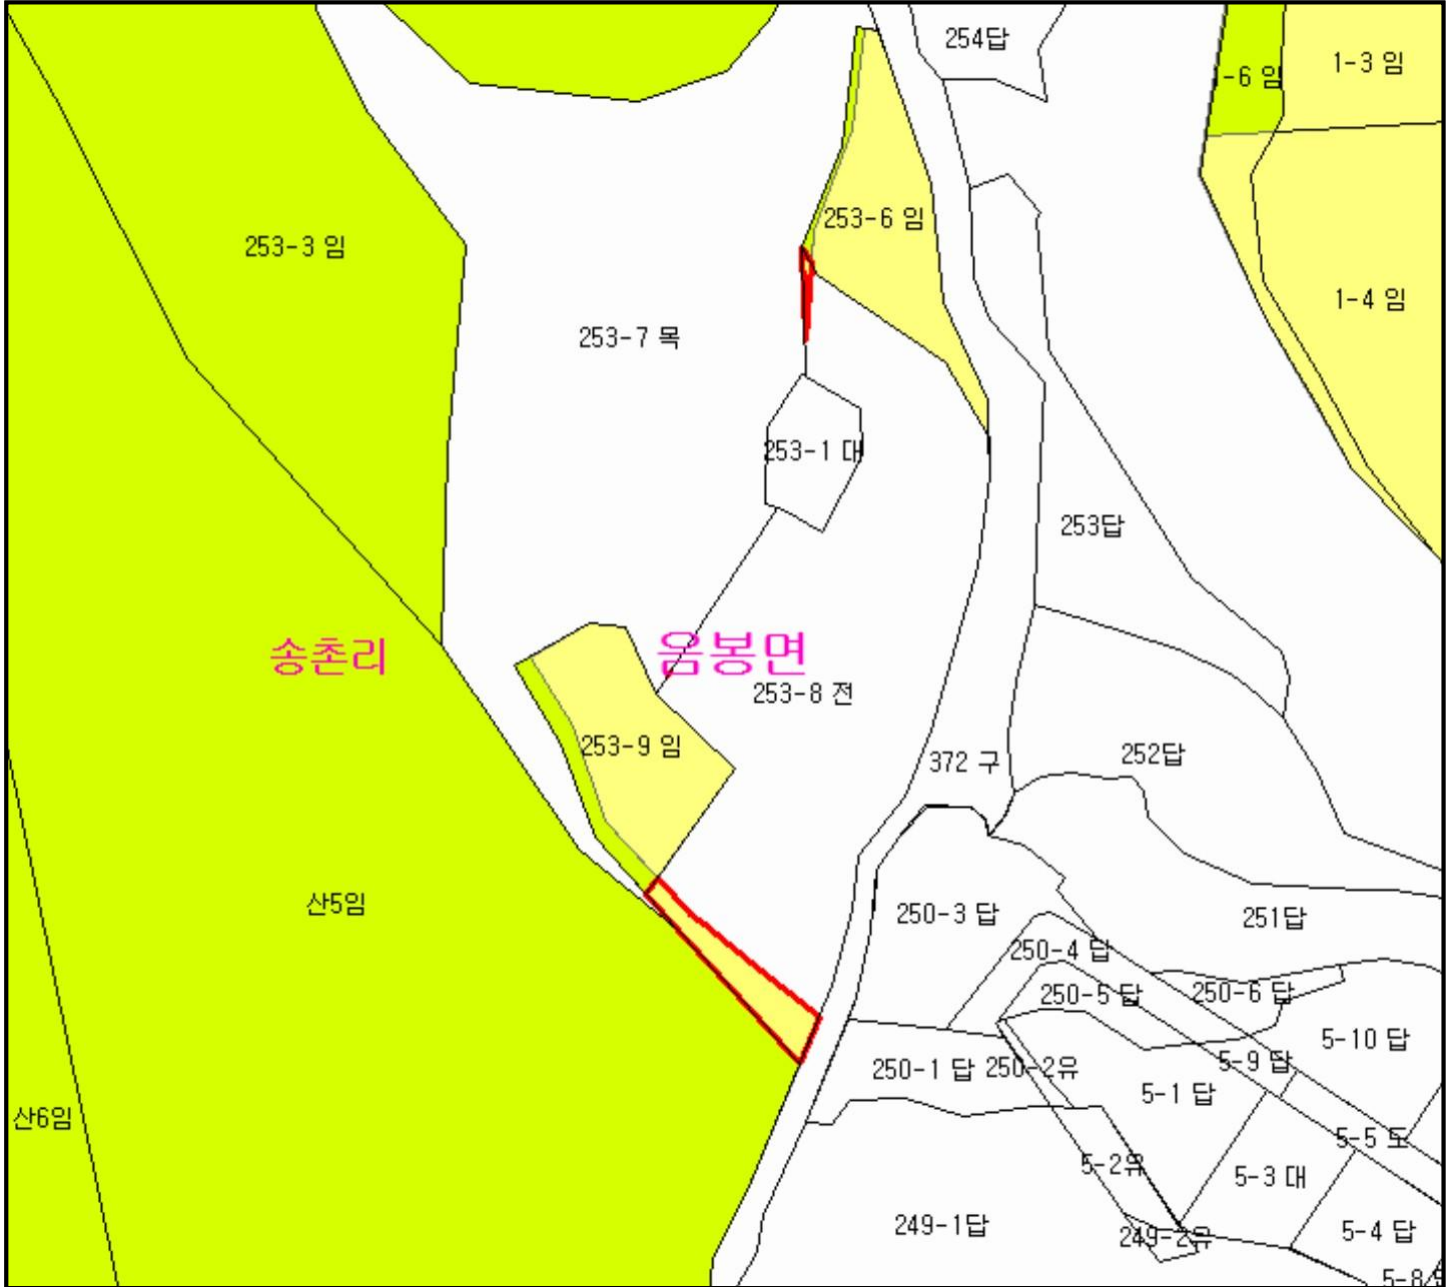 254답
-6 임
1-3 임
253-6 임
253-3 임
1-4 임
253-7 목
253-1 대
253답
송촌리
음봉면
253-8 전
253-9 임
372 구
252답
산5임
250-3 답
251답
250-4 답
250-5 답
250-6 답
5-10 답
250-1 답
250-2유
5-9 답
5-1 답
산6임
5-5 도
5-2유
5-3 대
249-1답
249-2유
5-4 답